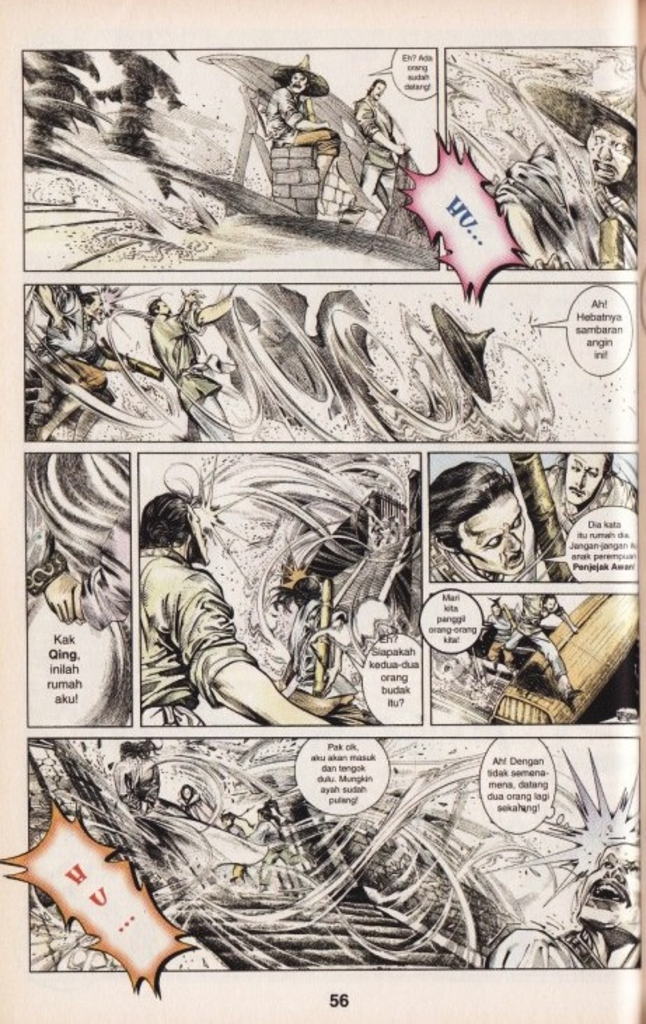 Eh? Ada
orang
sudah
datang!
HU...
Ah!
Hebatnya
sambaran
angin
ini!
Kak
Qing,
inilah
rumah
aku!
Eh?
Siapakah
kedua-dua
orang
budak
itu?
Dia kata
itu rumah dia.
Jangan-jangan
anak perempuan
Penjejak Awan!
Mari
kita
panggil
orang-orang
kita!
HU...
Pak cik,
aku akan masuk
dan tengok
dulu. Mungkin
ayah sudah
pulang!
Ah! Dengan
tidak semena-
mena, datang
dua orang lagi
sekarang!
56